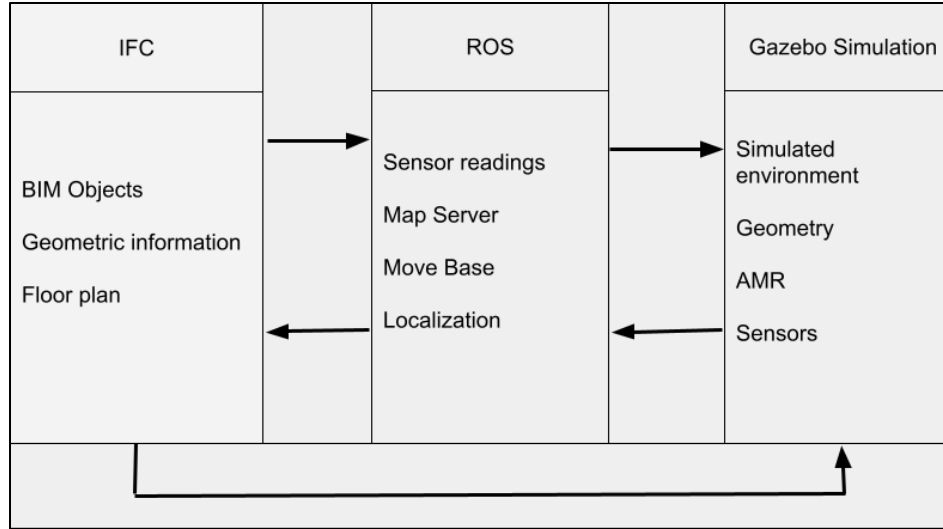 IFC
ROS
Gazebo Simulation
BIM Objects
Geometric information
Floor plan
Sensor readings
Map Server
Move Base
Localization
Simulated
environment
Geometry
AMR
Sensors